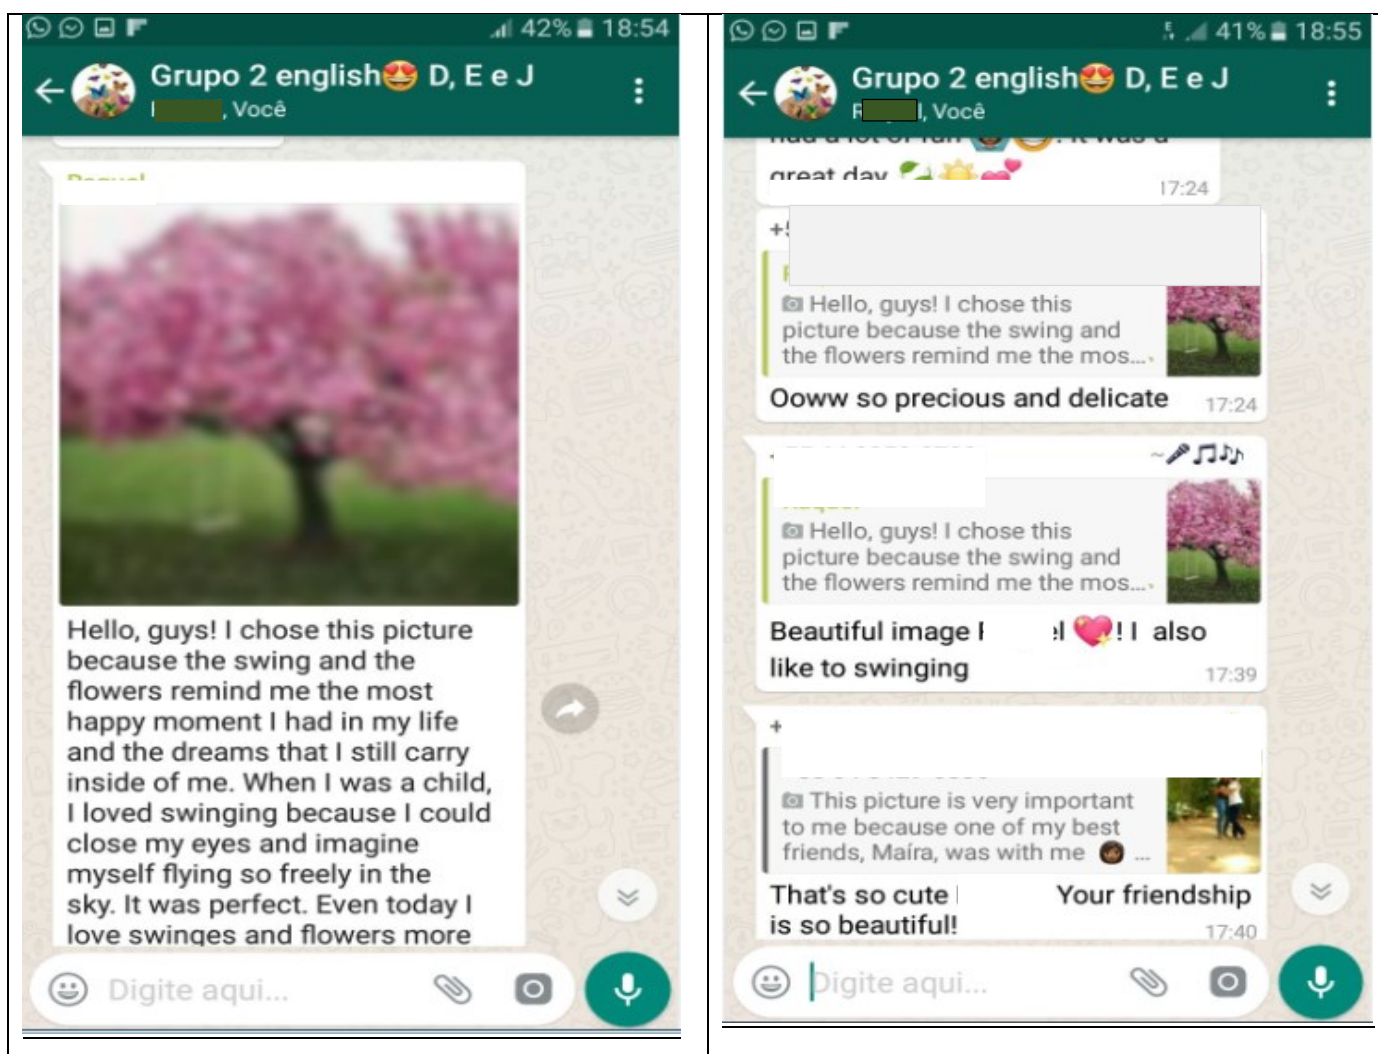 42% 18:54
Grupo 2 english😍 D, E e J
, Você
Hello, guys! I chose this picture
because the swing and the
flowers remind me the most
happy moment I had in my life
and the dreams that I still carry
inside of me. When I was a child,
I loved swinging because I could
close my eyes and imagine
myself flying so freely in the
sky. It was perfect. Even today I
love swinges and flowers more
Digite aqui...
41% 18:55
Grupo 2 english😍 D, E e J
, Você
had a lot of fun . It was a
great day
17:24
Hello, guys! I chose this
picture because the swing and
the flowers remind me the mos...
Ooww so precious and delicate
17:24
~🎤🎵🎶
Hello, guys! I chose this
picture because the swing and
the flowers remind me the mos...
Beautiful image el 💖! I also
like to swinging
17:39
+
This picture is very important
to me because one of my best
friends, Maíra, was with me ...
That's so cute Your friendship
is so beautiful!
17:40
Digite aqui...